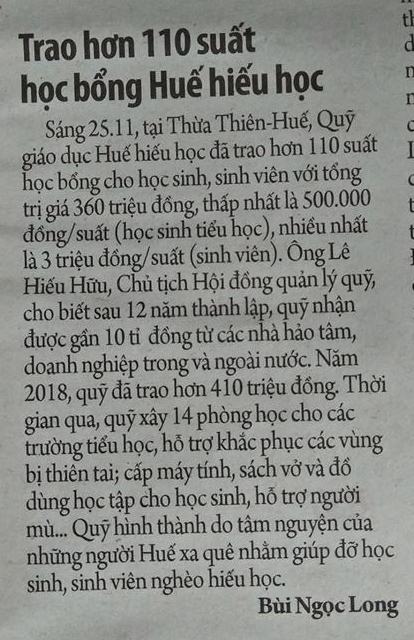 Trao hơn 110 suất
học bổng Huế hiếu học
Sáng 25.11, tại Thừa Thiên-Huế, Quỹ
giáo dục Huế hiếu học đã trao hơn 110 suất
học bổng cho học sinh, sinh viên với tổng
trị giá 360 triệu đồng, thấp nhất là 500.000
đồng/suất (học sinh tiểu học), nhiều nhất
là 3 triệu đồng/suất (sinh viên). Ông Lê
Hiếu Hữu, Chủ tịch Hội đồng quản lý quỹ,
cho biết sau 12 năm thành lập, quỹ nhận
được gần 10 tỉ đồng từ các nhà hảo tâm,
doanh nghiệp trong và ngoài nước. Năm
2018, quỹ đã trao hơn 410 triệu đồng. Thời
gian qua, quỹ xây 14 phòng học cho các
trường tiểu học, hỗ trợ khắc phục các vùng
bị thiên tai; cấp máy tính, sách vở và đồ
dùng học tập cho học sinh, hỗ trợ người
mù... Quỹ hình thành do tâm nguyện của
những người Huế xa quê nhằm giúp đỡ học
sinh, sinh viên nghèo hiếu học.
Bùi Ngọc Long